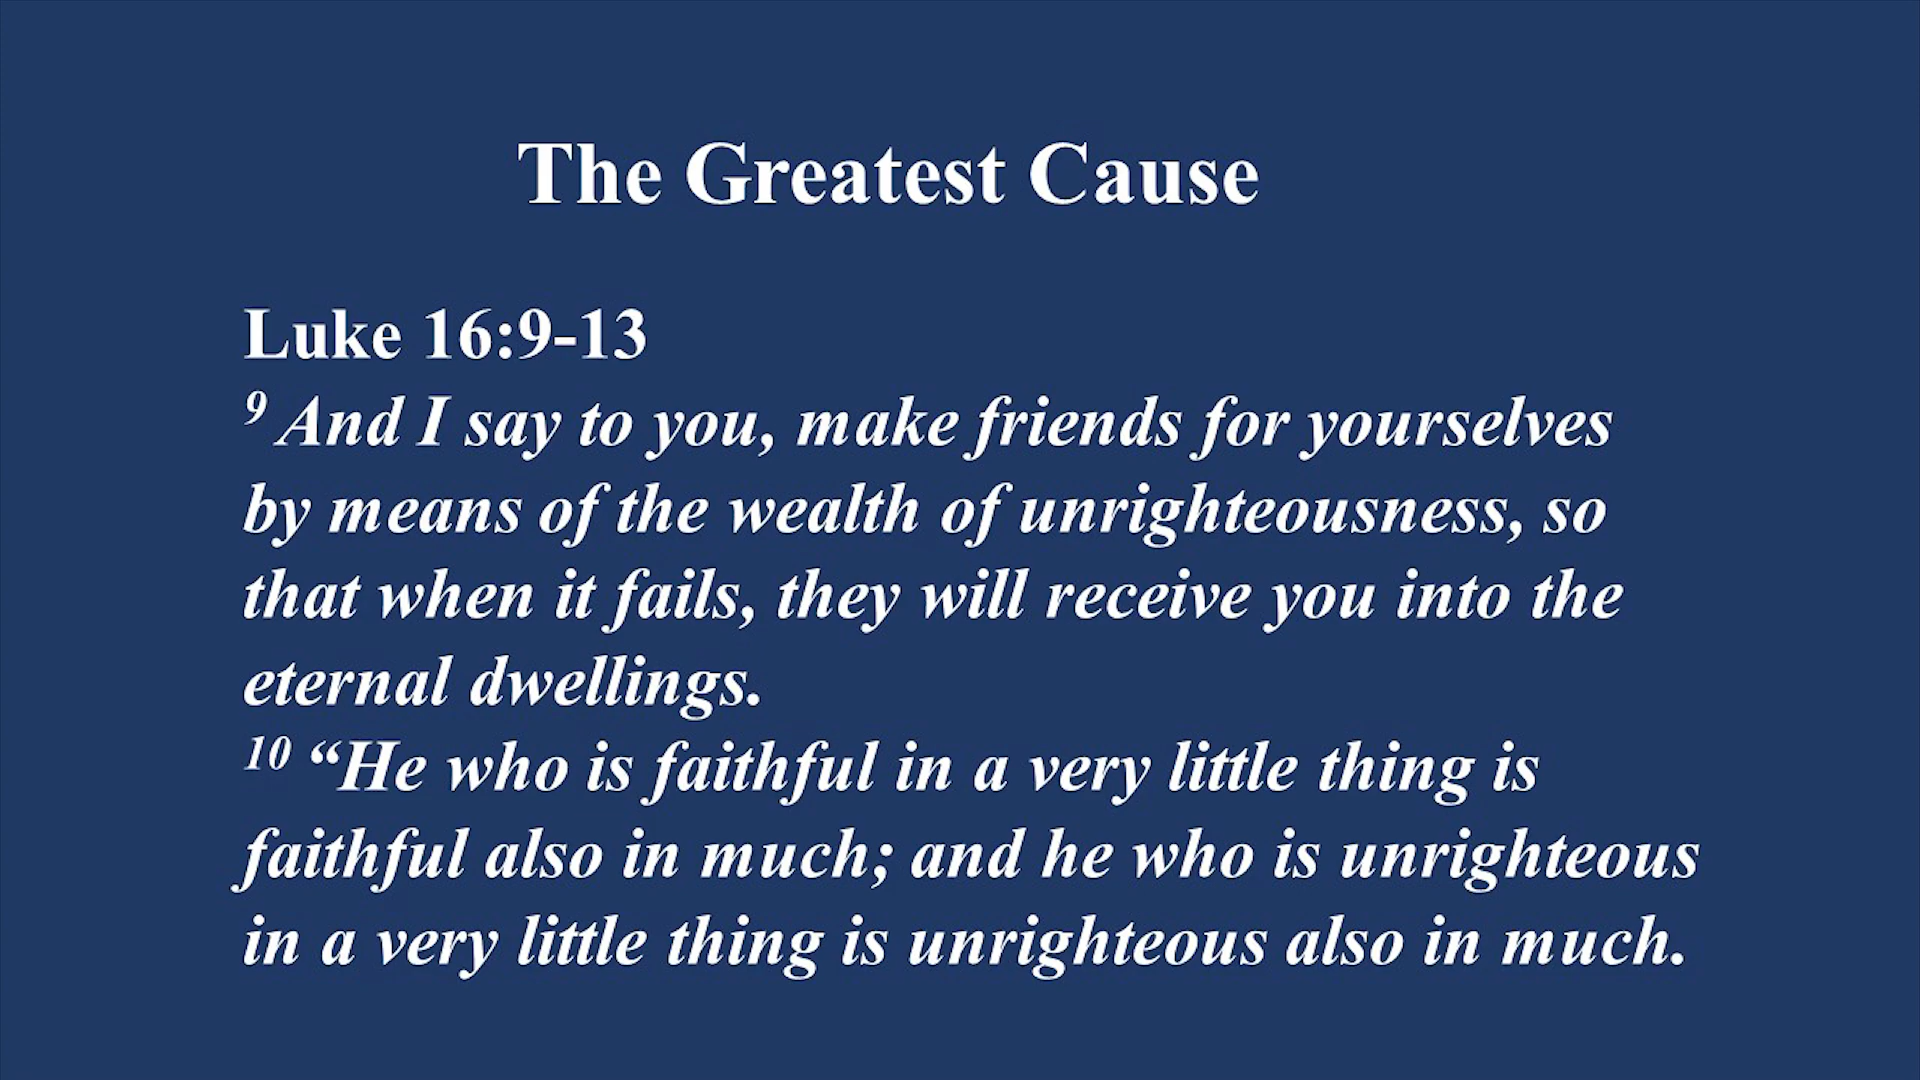 The Greatest Cause
Luke 16:9-13
9 And I say to you, make friends for yourselves
by means of the wealth of unrighteousness, so
that when it fails, they will receive you into the
eternal dwellings.
10 “He who is faithful in a very little thing is
faithful also in much; and he who is unrighteous
in a very little thing is unrighteous also in much.